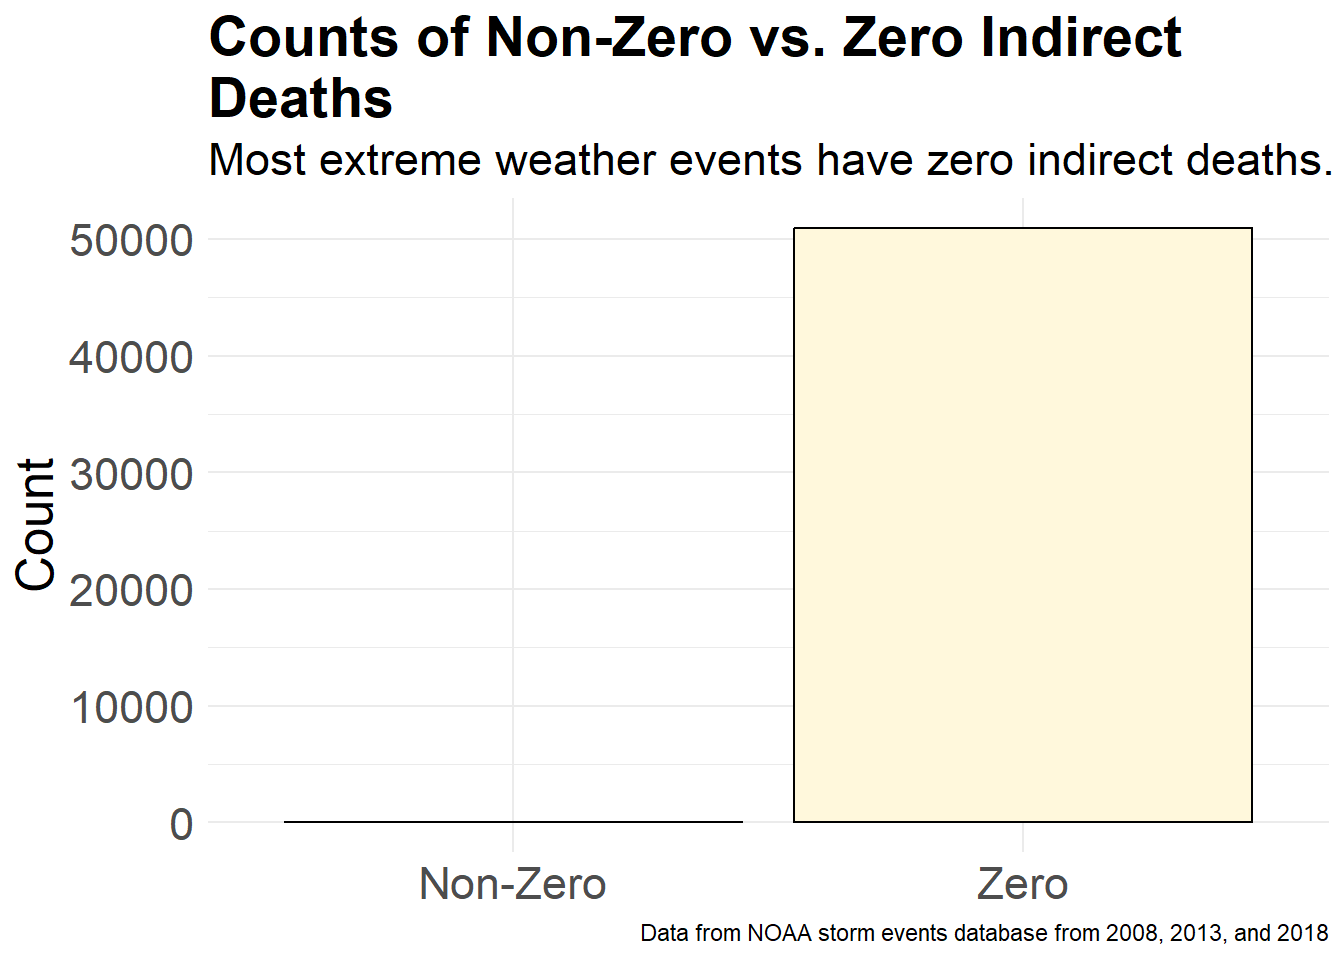 Counts of Non-Zero vs. Zero Indirect
Deaths
Most extreme weather events have zero indirect deaths.
50000
40000
30000
20000
10000
0
Count
Non-Zero
Zero
Data from NOAA storm events database from 2008, 2013, and 2018